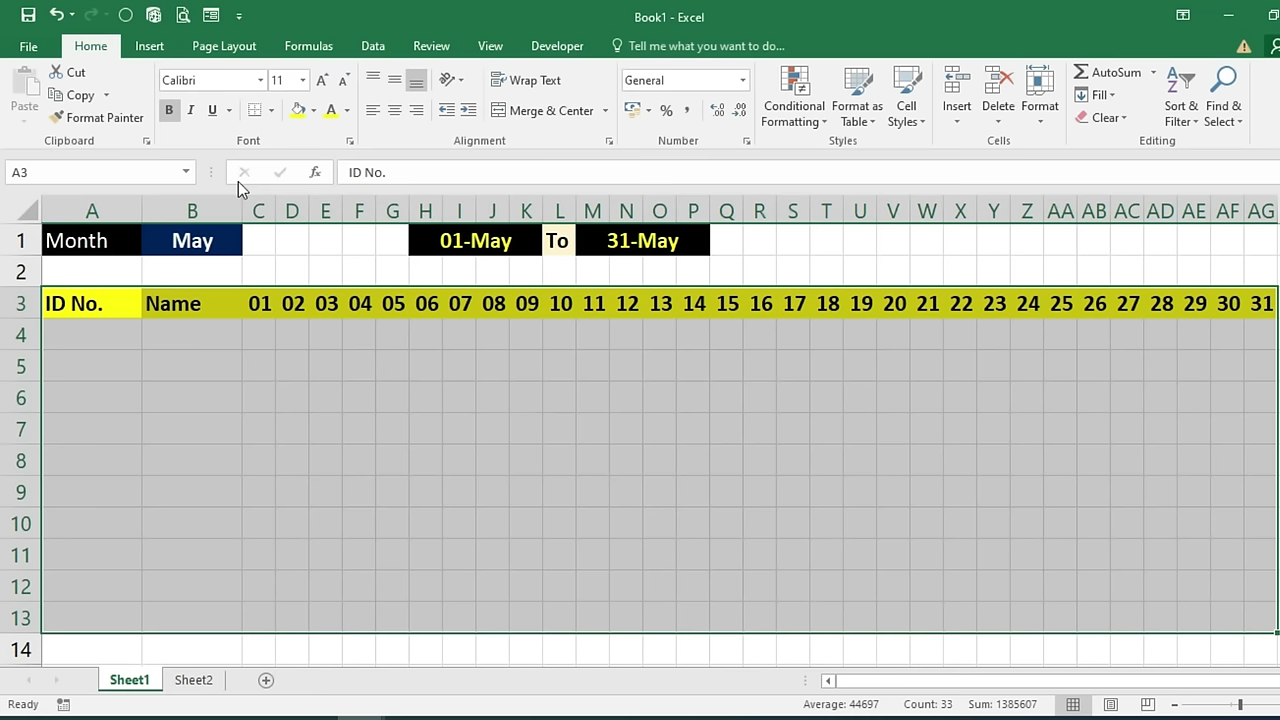 Book1 - Excel
File Home Insert Page Layout Formulas Data Review View Developer Tell me what you want to do...
Paste
Cut
Copy
Format Painter
Clipboard
Calibri 11
B I U
Font
Wrap Text
Merge & Center
Alignment
General
Number
Conditional Formatting
Format as Table
Cell Styles
Styles
Insert Delete Format
Cells
AutoSum
Fill
Clear
Sort & Filter
Find & Select
Editing
A3 fx ID No.
A B C D E F G H I J K L M N O P Q R S T U V W X Y Z AA AB AC AD AE AF AG
1 Month May 01-May To 31-May
2
3 ID No. Name 01 02 03 04 05 06 07 08 09 10 11 12 13 14 15 16 17 18 19 20 21 22 23 24 25 26 27 28 29 30 31
4
5
6
7
8
9
10
11
12
13
14
Sheet1 Sheet2
Ready Average: 44697 Count: 33 Sum: 1385607